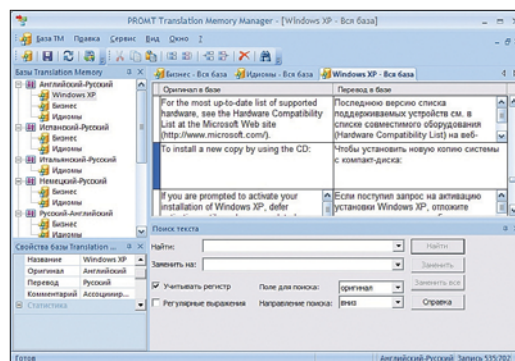 PROMT Translation Memory Manager - [Windows XP - Вся база]
База ТМ Правка Сервис Вид Окно ?
Базы Translation Memory
Бизнес - Вся база Идиомы - Вся база Windows XP - Вся база
Английский-Русский
Windows XP
Бизнес
Идиомы
Испанский-Русский
Бизнес
Идиомы
Итальянский-Русский
Идиомы
Немецкий-Русский
Идиомы
Русский-Английский
Бизнес
Идиомы
Оригинал в базе
Перевод в базе
For the most up-to-date list of supported
hardware, see the Hardware Compatibility
List at the Microsoft Web site
(http://www.microsoft.com/).
Последнюю версию списка
поддерживаемых устройств см. в
списке совместимого оборудования
(Hardware Compatibility List) на веб-
To install a new copy by using the CD:
Чтобы установить новую копию системы
с компакт-диска:
If you are prompted to activate your
installation of Windows XP, defer
Если поступил запрос на активацию
установки Windows XP, отложите
Свойства базы Translation ...
Название Windows XP
Оригинал Английский
Перевод Русский
Комментарий Ассоциир...
Статистика
Поиск текста
Найти:
Найти
Заменить на:
Заменить
Учитывать регистр Поле для поиска: оригинал
Заменить все
Регулярные выражения Направление поиска: вниз
Справка
Готов
Английский-Русский Запись 535/702